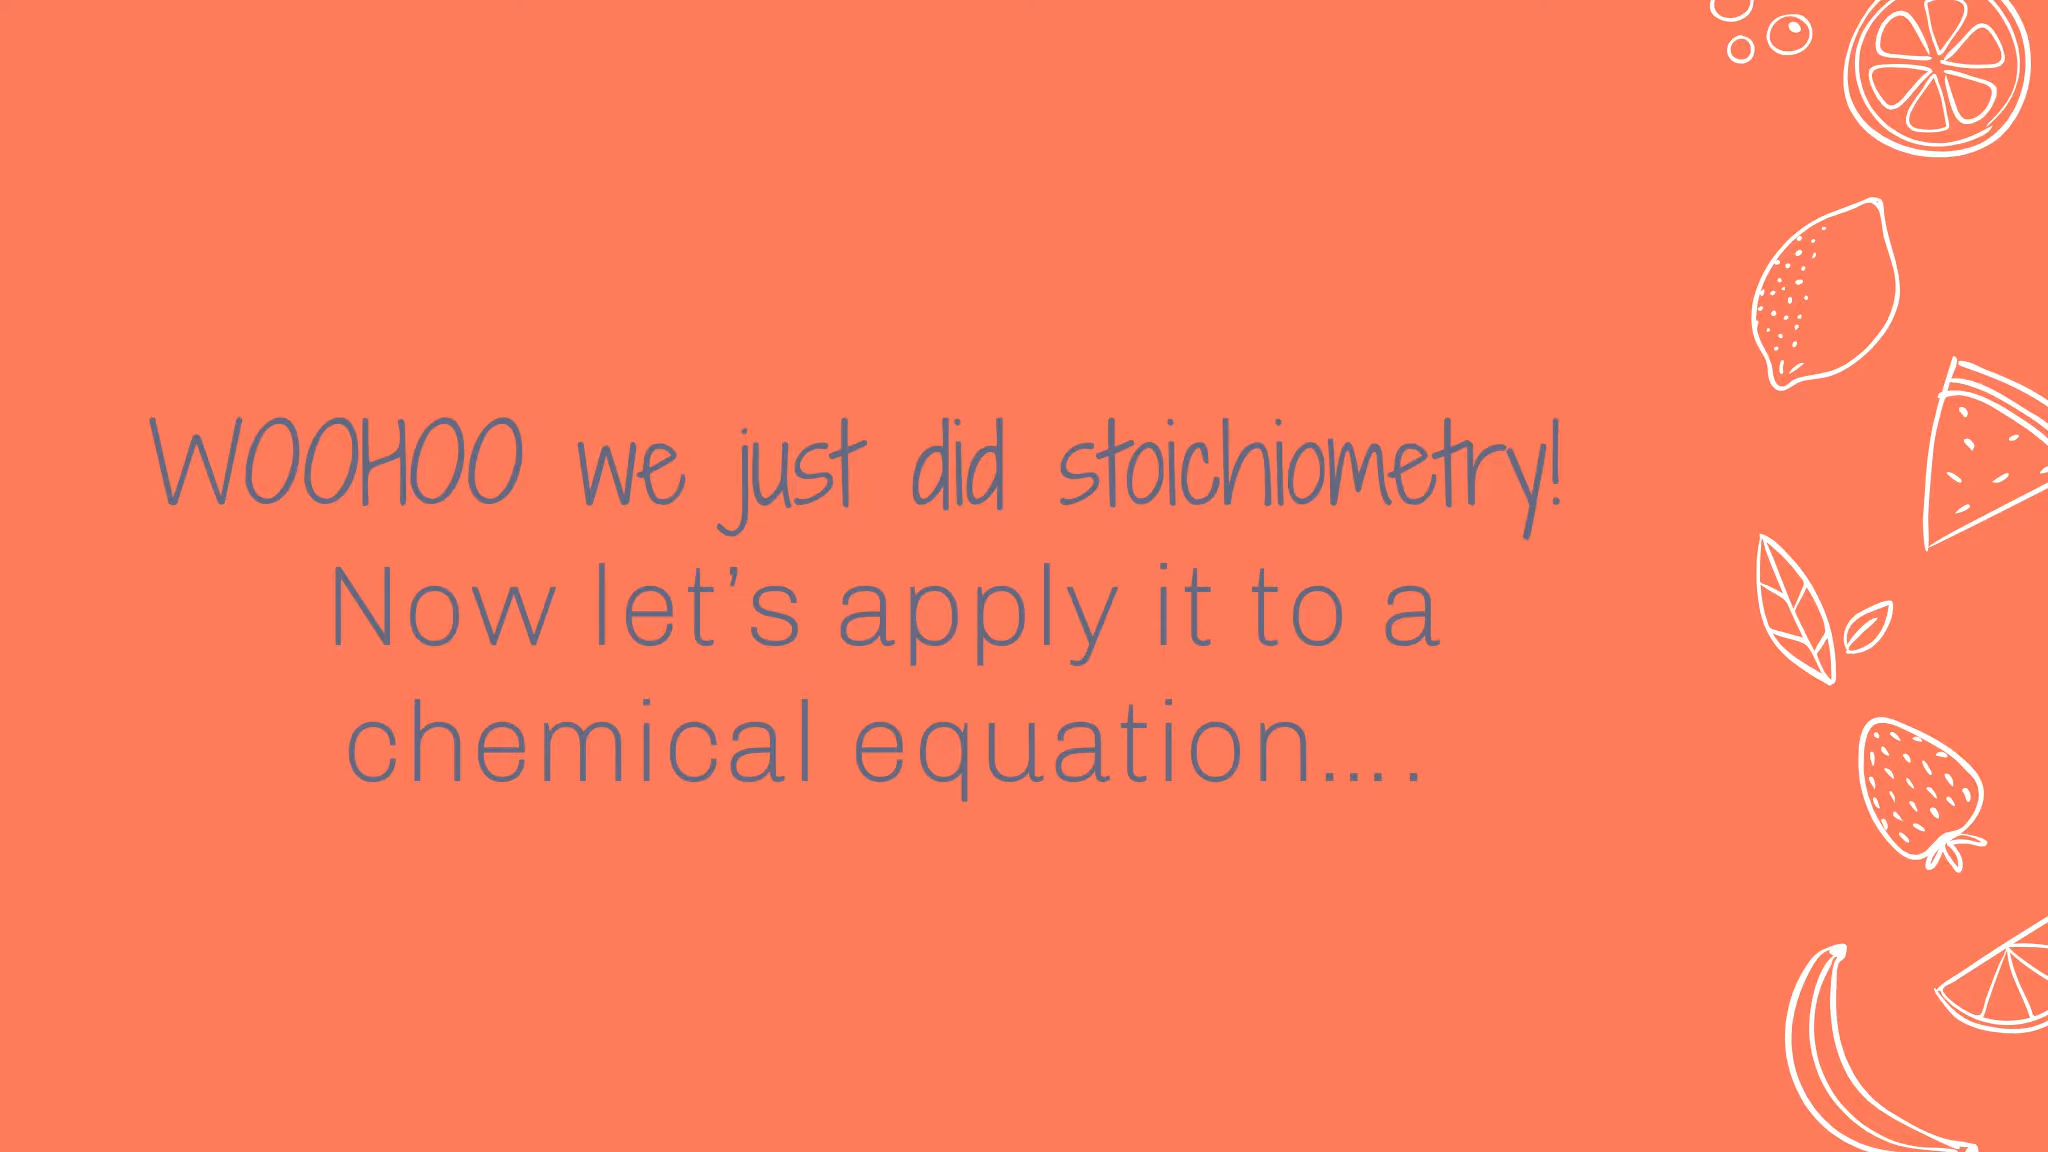 WOOHOO we just did stoichiometry!
Now let’s apply it to a
chemical equation....